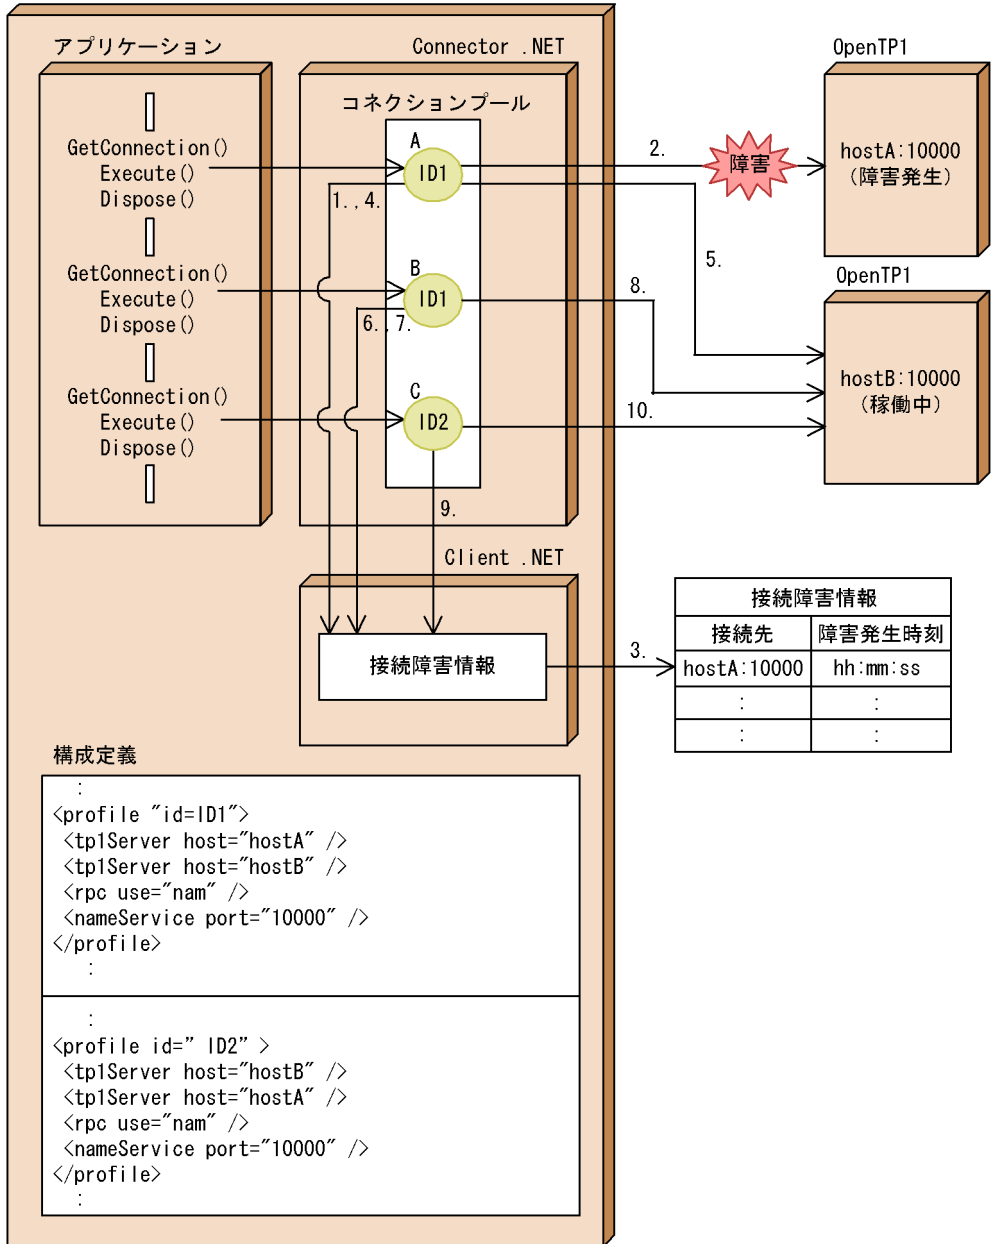 アプリケーション
Connector .NET
OpenTP1
コネクションプール
GetConnection()
Execute()
Dispose()
A
ID1
1.,4.
2.
障害
hostA:10000
(障害発生)
5.
OpenTP1
GetConnection()
Execute()
Dispose()
B
ID1
6.,7.
8.
hostB:10000
(稼働中)
GetConnection()
Execute()
Dispose()
C
ID2
10.
9.
Client .NET
接続障害情報
3.
接続障害情報
接続先 障害発生時刻
hostA:10000 hh:mm:ss
: :
: :
構成定義
:
<profile "id=ID1">
<tp1Server host="hostA" />
<tp1Server host="hostB" />
<rpc use="nam" />
<nameService port="10000" />
</profile>
:
:
<profile id=” ID2” >
<tp1Server host="hostB" />
<tp1Server host="hostA" />
<rpc use="nam" />
<nameService port="10000" />
</profile>
: